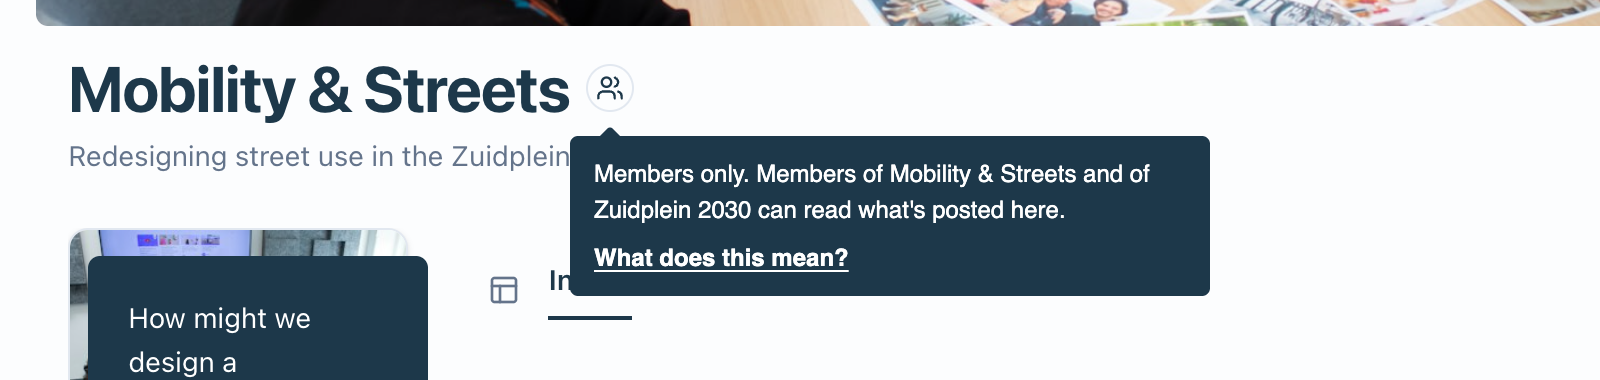 Mobility & Streets
Redesigning street use in the Zuidplein
Members only. Members of Mobility & Streets and of
Zuidplein 2030 can read what's posted here.
What does this mean?
In
How might we
design a